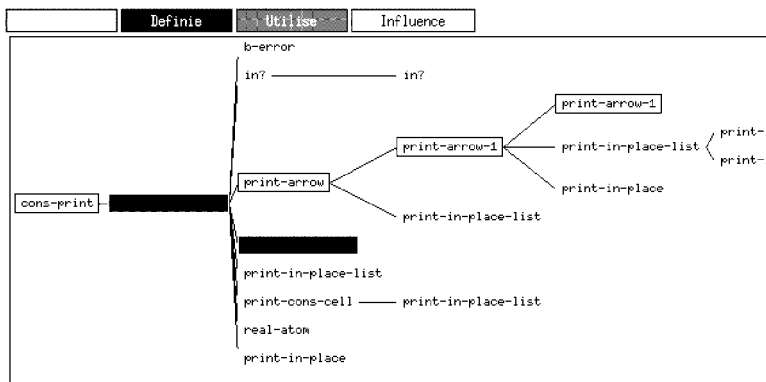 Definie
Utilise
Influence
b-error
in?
in?
print-arrow-1
print-arrow-1
print-in-place-list
print-
print-
print-arrow
print-in-place
cons-print
print-in-place-list
print-in-place-list
print-cons-cell
print-in-place-list
real-atom
print-in-place